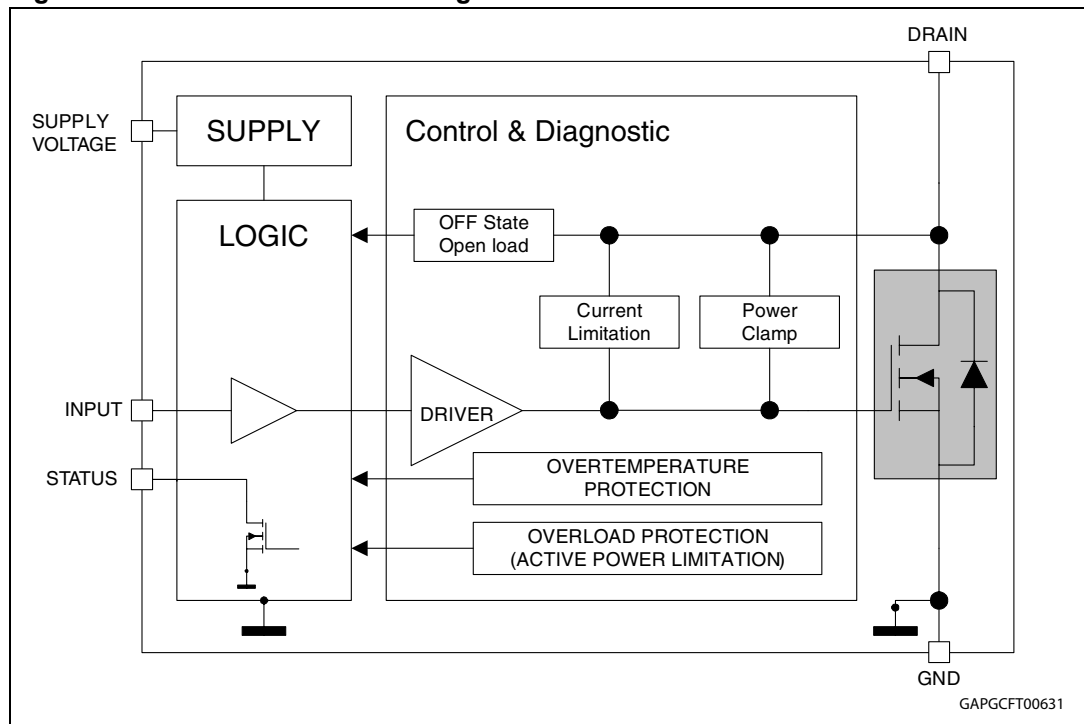 DRAIN
SUPPLY
VOLTAGE
SUPPLY
Control & Diagnostic
LOGIC
OFF State
Open load
Current
Limitation
Power
Clamp
INPUT
DRIVER
STATUS
OVERTEMPERATURE
PROTECTION
OVERLOAD PROTECTION
(ACTIVE POWER LIMITATION)
GND
GAPGCFT00631